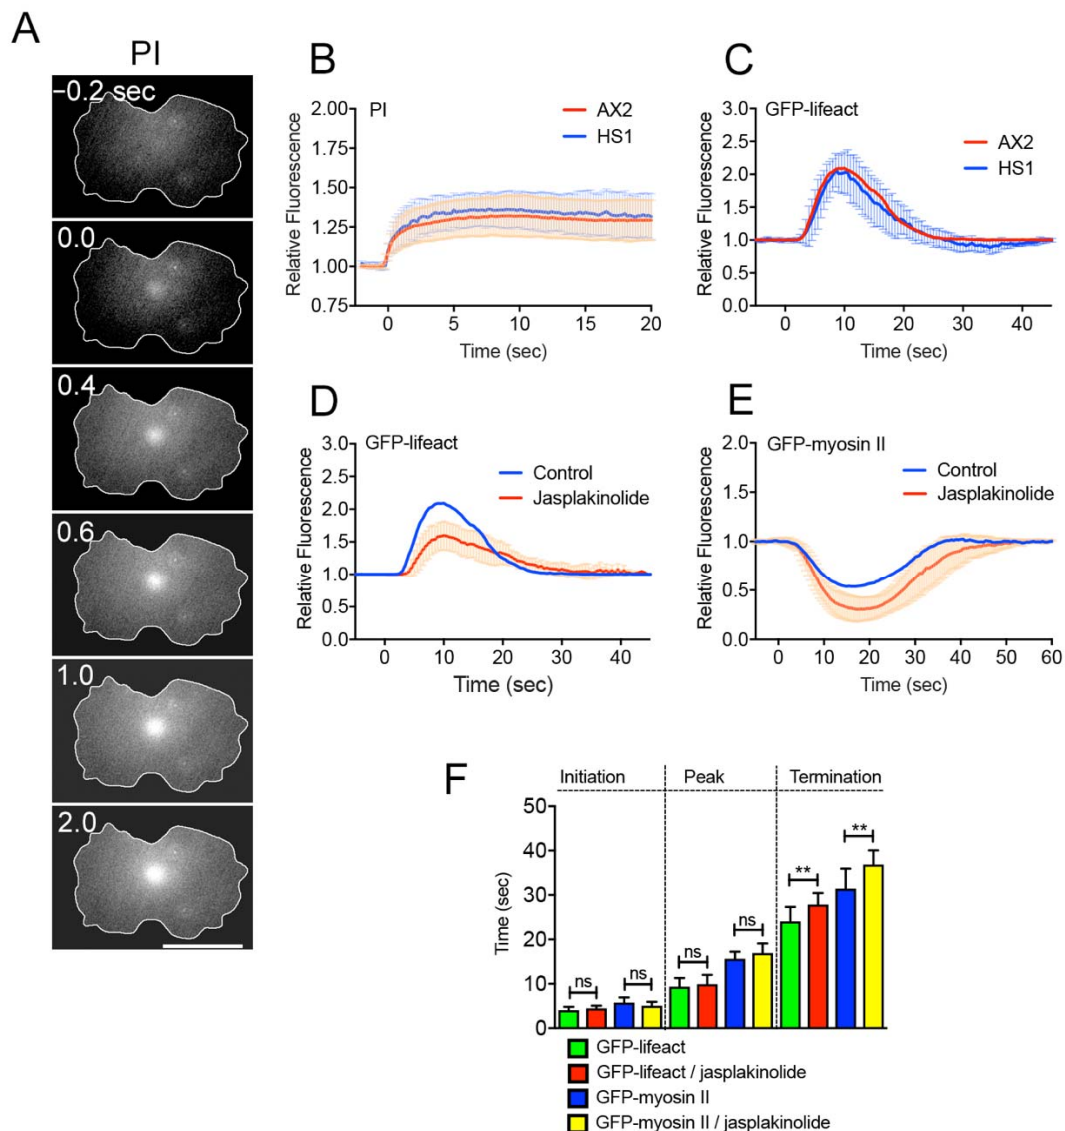 A
PI
−0.2 sec
0.0
0.4
0.6
1.0
2.0
B
PI
AX2
HS1
Relative Fluorescence
2.00
1.75
1.50
1.25
1.00
0.75
0 5 10 15 20
Time (sec)
C
GFP-lifeact
AX2
HS1
Relative Fluorescence
3.0
2.5
2.0
1.5
1.0
0.5
0.0
0 10 20 30 40
Time (sec)
D
GFP-lifeact
Control
Jasplakinolide
Relative Fluorescence
3.0
2.5
2.0
1.5
1.0
0.5
0.0
0 10 20 30 40
Time (sec)
E
GFP-myosin II
Control
Jasplakinolide
Relative Fluorescence
2.0
1.5
1.0
0.5
0.0
0 10 20 30 40 50 60
Time (sec)
F
Initiation Peak Termination
Time (sec)
50
40
30
20
10
0
ns ns ns ns ** **
GFP-lifeact
GFP-lifeact / jasplakinolide
GFP-myosin II
GFP-myosin II / jasplakinolide